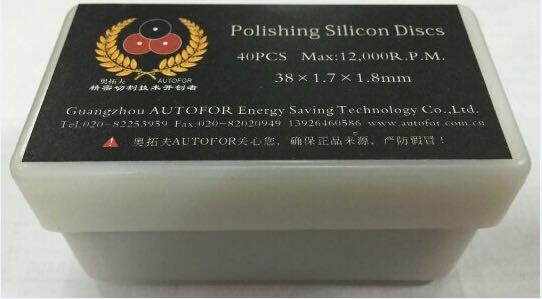 Polishing Silicon Discs
40PCS Max:12,000R.P.M.
38×1.7×1.8mm
奥拓夫 AUTOFOR
精密切割技术开创者
Guangzhou AUTOFOR Energy Saving Technology Co.,Ltd.
Tel:020-82253959 Fax:020-82020949 13926460586 www.autofor.com.cn
奥拓夫AUTOFOR关心您，确保正品来源，严防假冒！